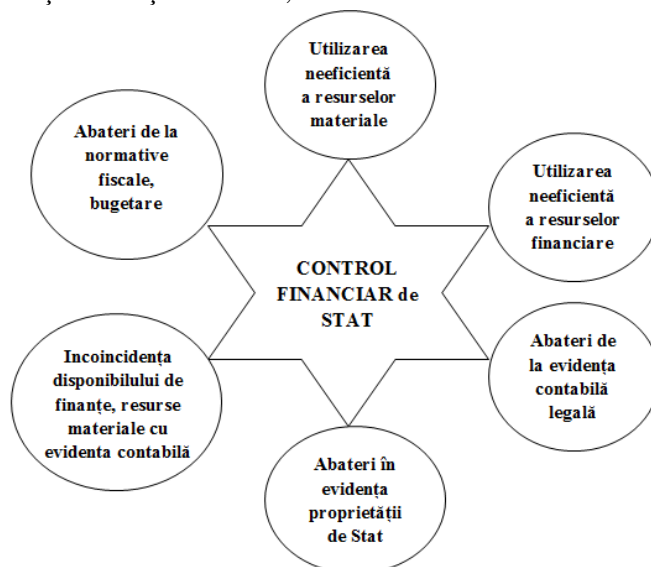 Utilizarea
neeficientă
a resurselor
materiale
Abateri de la
normative
fiscale,
bugetare
Utilizarea
neeficientă
a resurselor
financiare
CONTROL
FINANCIAR de
STAT
Incoincidența
disponibilului de
finanțe, resurse
materiale cu
evidenta contabilă
Abateri de
la evidența
contabilă
legală
Abateri în
evidența
proprietății
de Stat